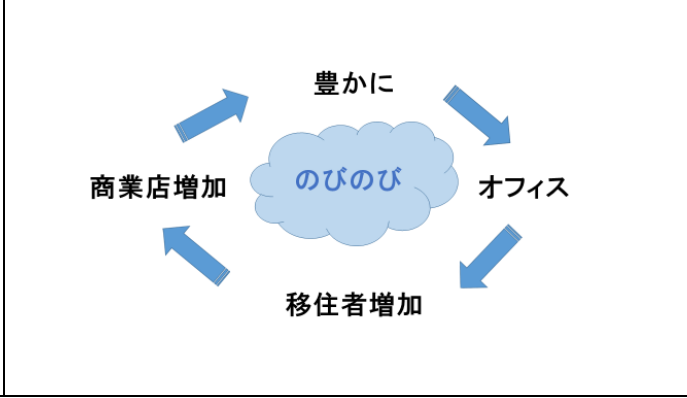 豊かに
商業店増加
のびのび
オフィス
移住者増加